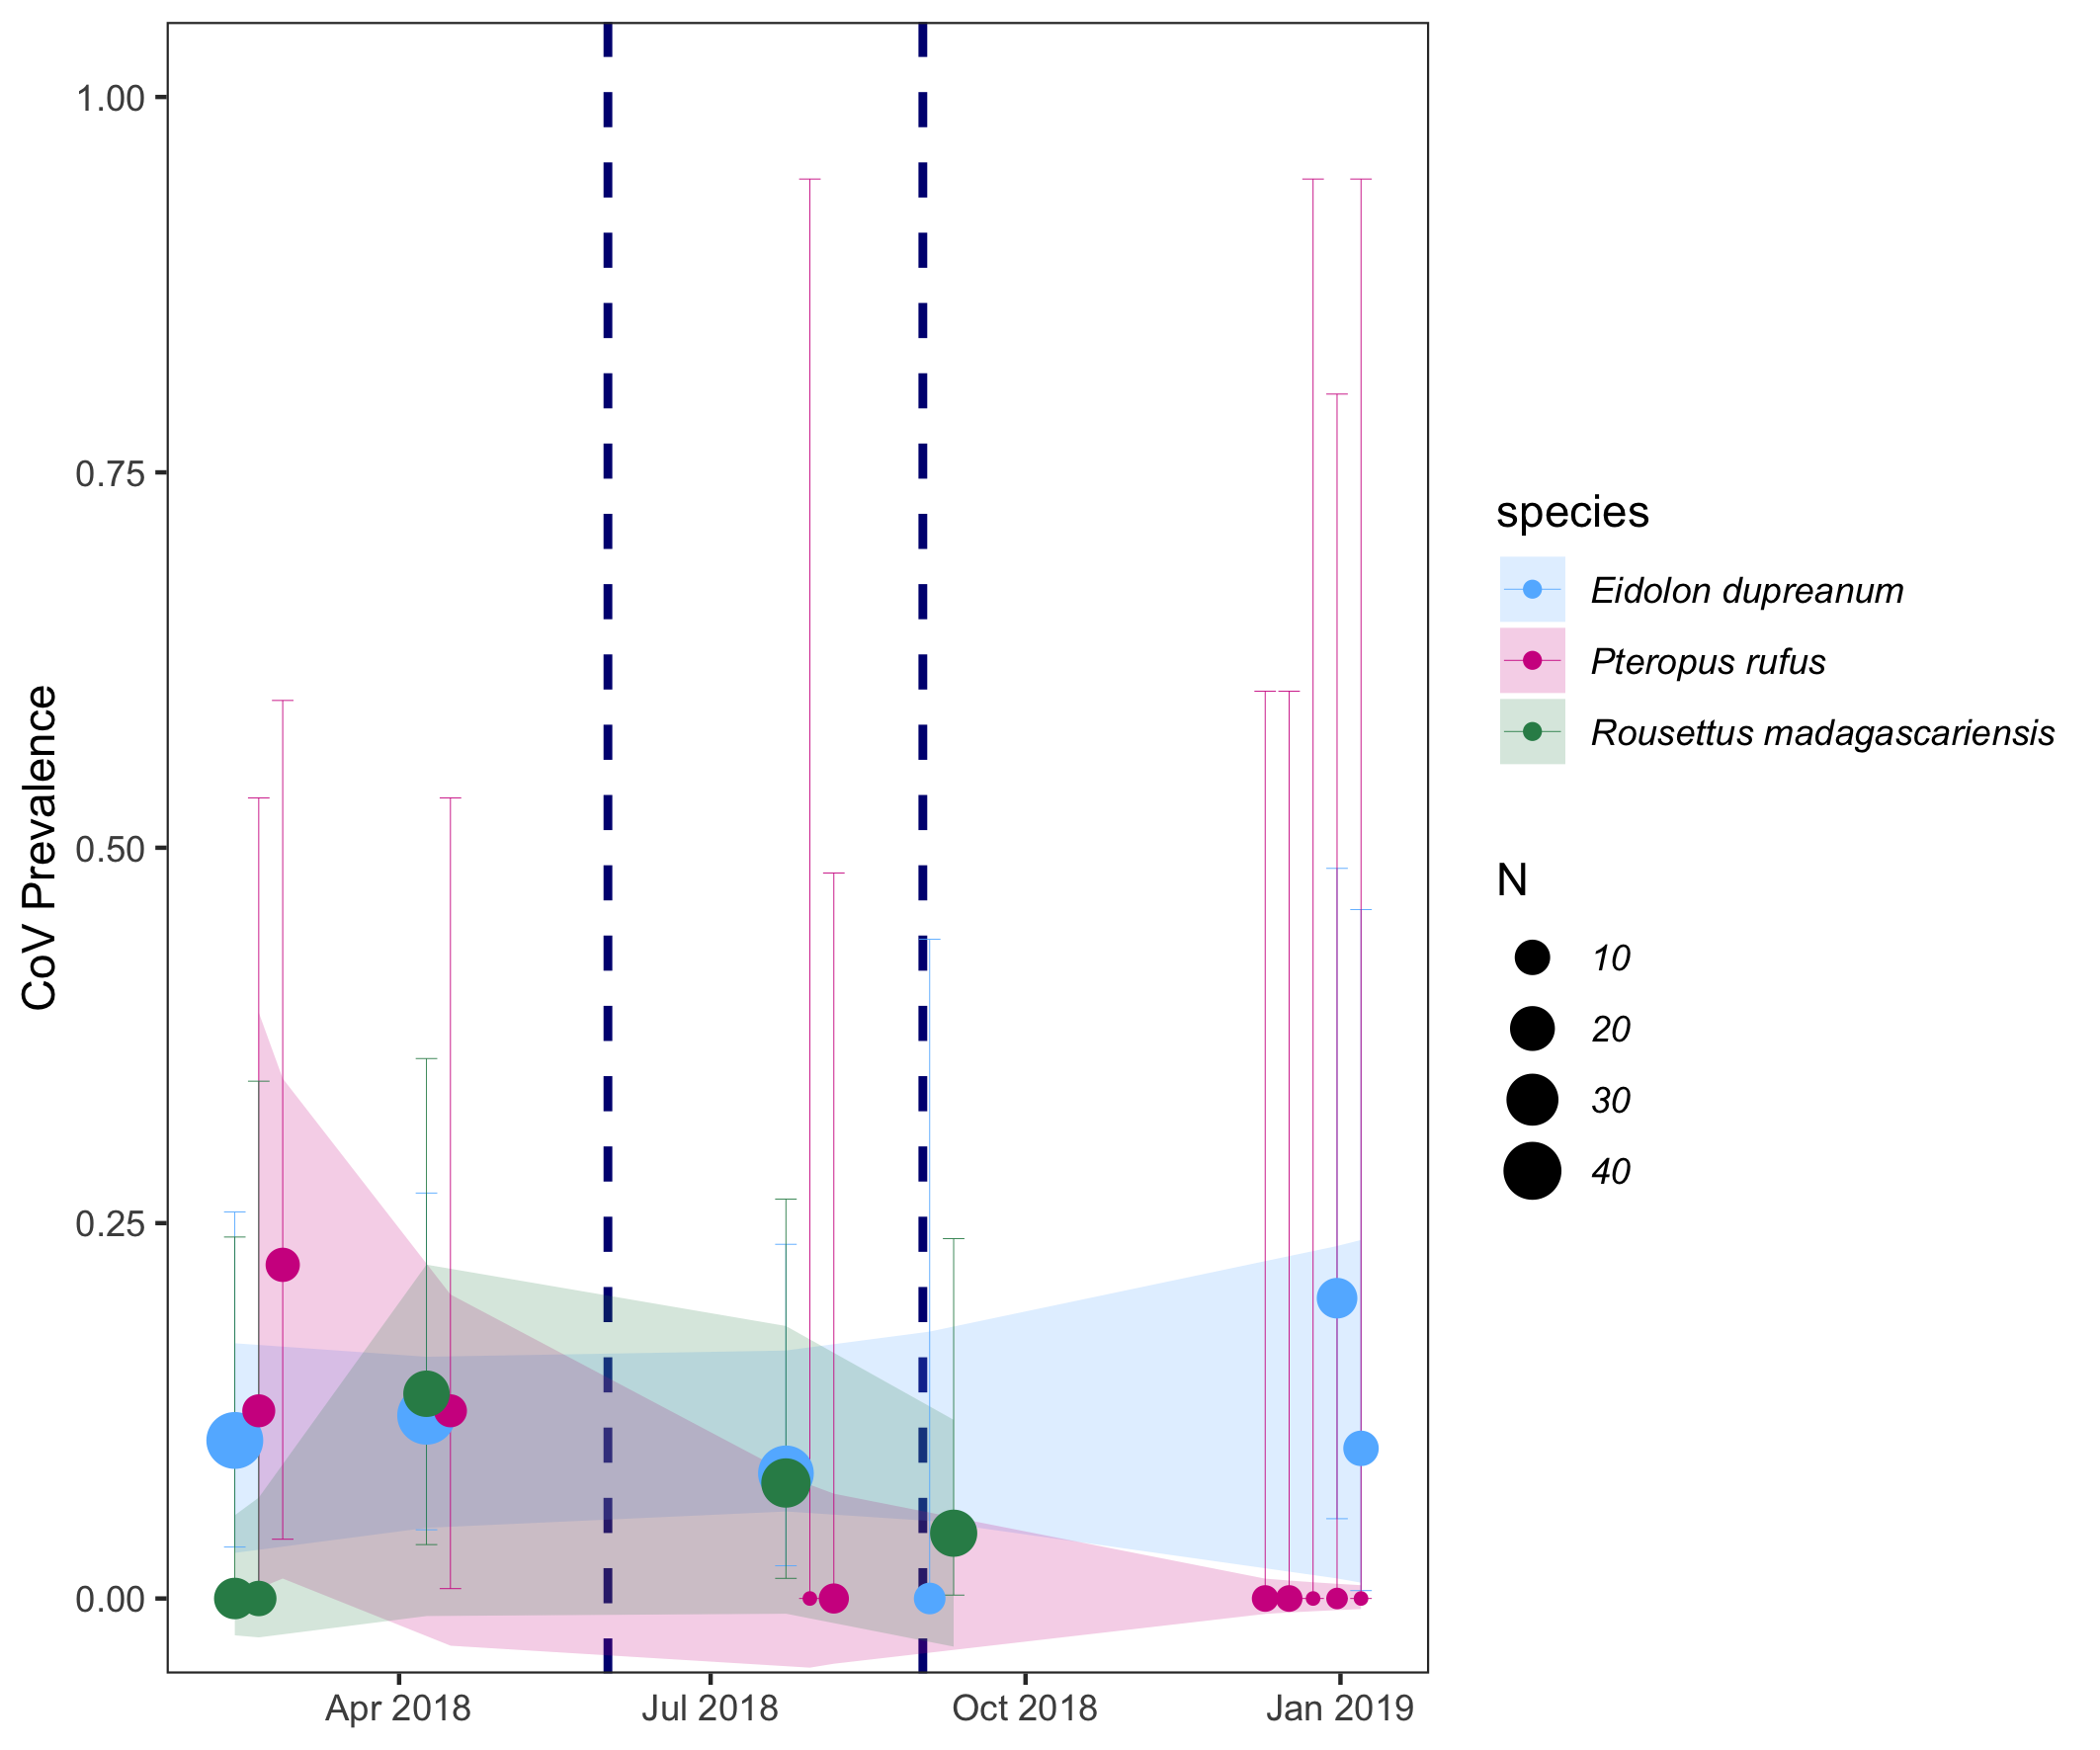 CoV Prevalence
1.00
0.75
0.50
0.25
0.00
Apr 2018
Jul 2018
Oct 2018
Jan 2019
species
Eidolon dupreanum
Pteropus rufus
Rousettus madagascariensis
N
10
20
30
40